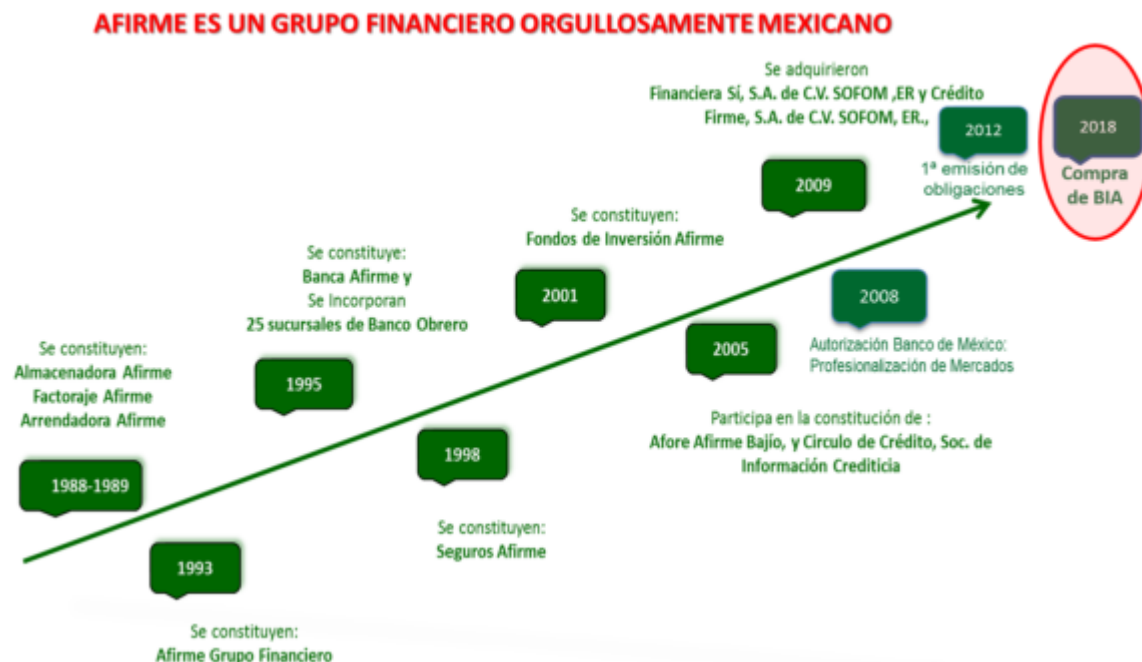 AFIRME ES UN GRUPO FINANCIERO ORGULLOSAMENTE MEXICANO
Se adquirieron
Financiera Sí, S.A. de C.V. SOFOM ,ER y Crédito
Firme, S.A. de C.V. SOFOM, ER.,
2012
1ª emisión de
obligaciones
2018
Compra
de BIA
2009
Se constituyen:
Fondos de Inversión Afirme
2001
Se constituye:
Banca Afirme y
Se Incorporan
25 sucursales de Banco Obrero
1995
2008
Autorización Banco de México:
Profesionalización de Mercados
2005
Participa en la constitución de :
Afore Afirme Bajío, y Circulo de Crédito, Soc. de
Información Crediticia
Se constituyen:
Almacenadora Afirme
Factoraje Afirme
Arrendadora Afirme
1988-1989
1998
Se constituyen:
Seguros Afirme
1993
Se constituyen:
Afirme Grupo Financiero